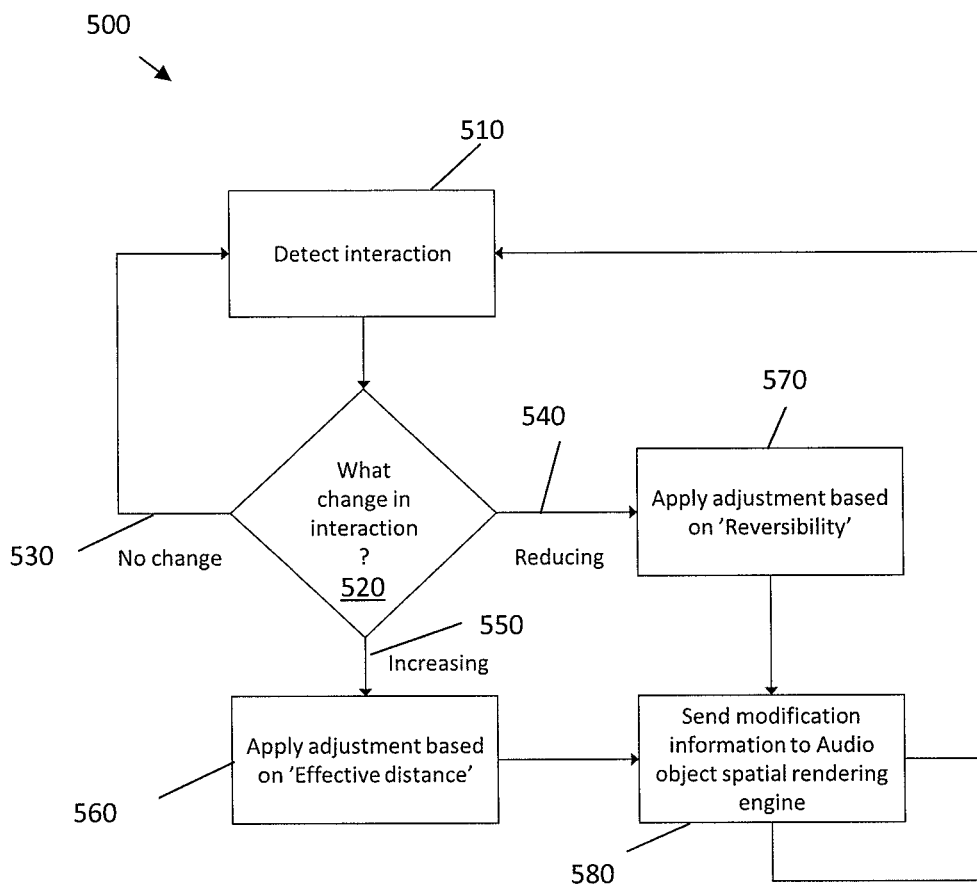 500
510
Detect interaction
570
540
What
change in
interaction
?
520
Apply adjustment based
on ’Reversibility’
530
No change
Reducing
550
Increasing
Apply adjustment based
on ’Effective distance’
560
Send modification
information to Audio
object spatial rendering
engine
580